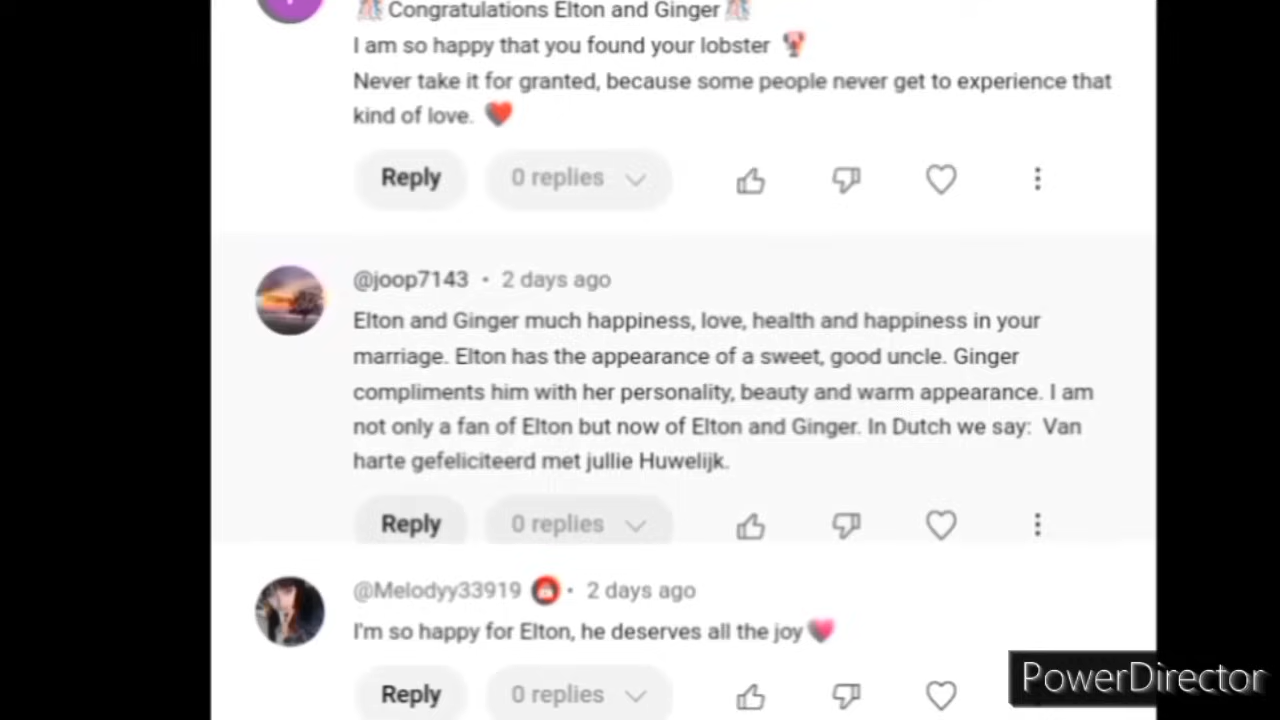 Congratulations Elton and Ginger
I am so happy that you found your lobster 🦞
Never take it for granted, because some people never get to experience that
kind of love. ❤️
Reply 0 replies
@joop7143 • 2 days ago
Elton and Ginger much happiness, love, health and happiness in your
marriage. Elton has the appearance of a sweet, good uncle. Ginger
compliments him with her personality, beauty and warm appearance. I am
not only a fan of Elton but now of Elton and Ginger. In Dutch we say: Van
harte gefeliciteerd met jullie Huwelijk.
Reply 0 replies
@Melodyy33919 • 2 days ago
I'm so happy for Elton, he deserves all the joy 💗
Reply 0 replies
PowerDirector